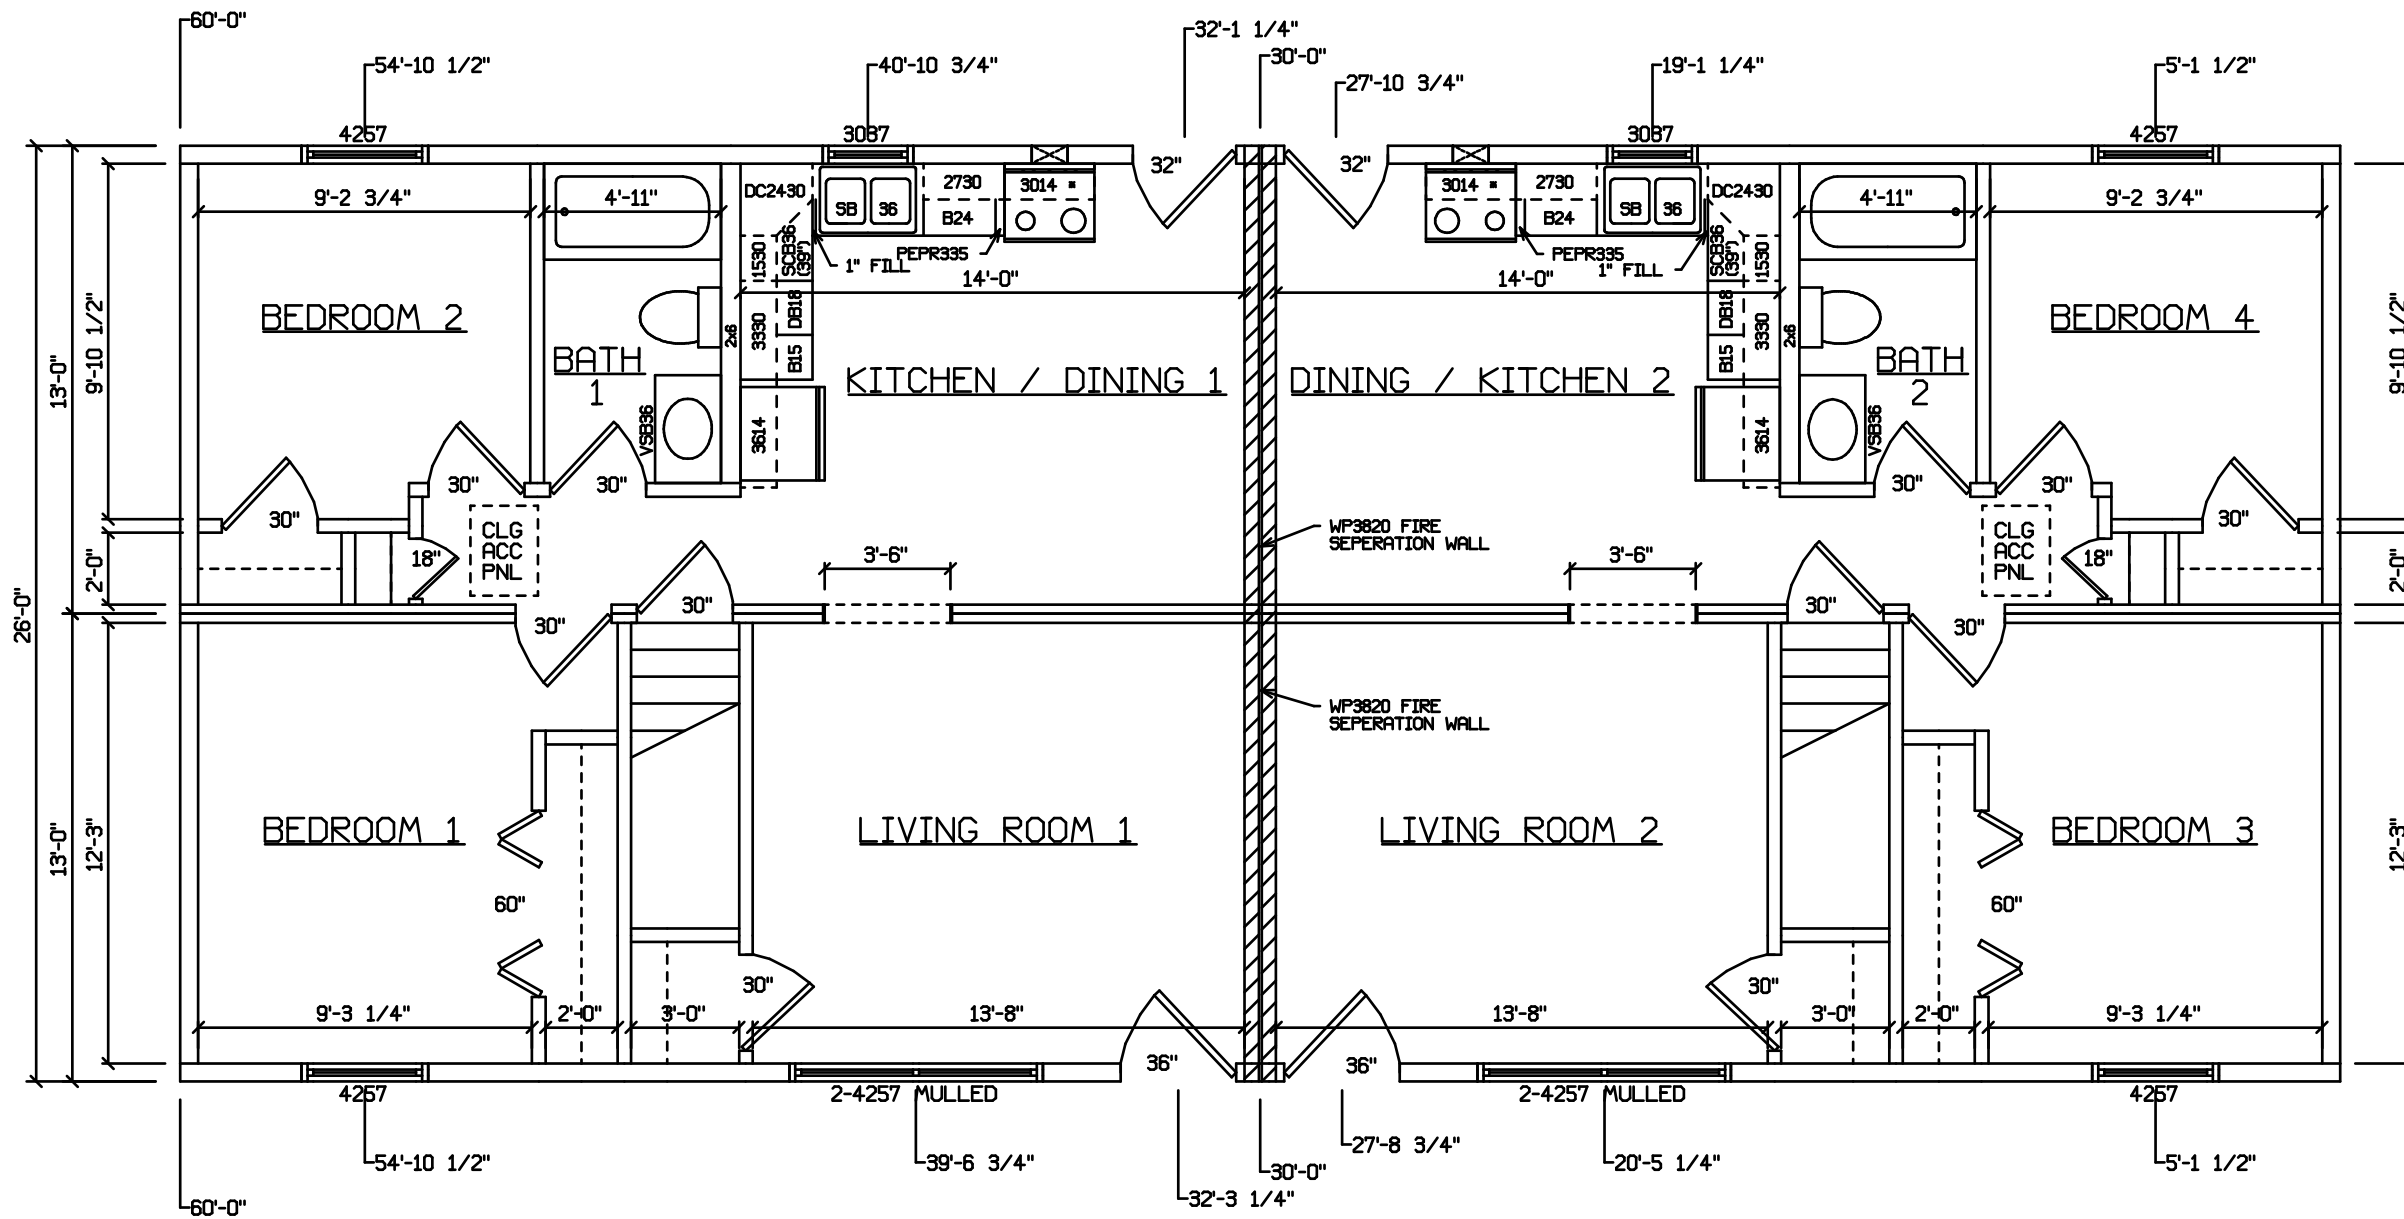 60'-0"
32'-1 1/4"
30'-0"
54'-10 1/2"
40'-10 3/4"
27'-10 3/4"
19'-1 1/4"
5'-1 1/2"
4257
3037
3037
4257
32"
32"
9'-2 3/4"
4'-11"
DC2430
SB 36
2730
B24
3014
3014
2730
B24
SB 36
DC2430
4'-11"
9'-2 3/4"
1530
SCB36
(39")
1" FILL
PEPR335
14'-0"
PEPR335
1" FILL
14'-0"
SCB36
(39")
1530
BEDROOM 2
BATH
1
2x6
3330
DB18
B15
KITCHEN / DINING 1
DINING / KITCHEN 2
DB18
B15
3330
2x6
BATH
2
BEDROOM 4
13'-0"
9'-10 1/2"
9'-10 1/2"
VSB36
3614
3614
VSB36
30"
30"
30"
30"
30"
30"
CLG
ACC
PNL
18"
WP3820 FIRE
SEPERATION WALL
CLG
ACC
PNL
18"
26'-0"
2'-0"
2'-0"
3'-6"
3'-6"
30"
30"
30"
30"
WP3820 FIRE
SEPERATION WALL
13'-0"
12'-3"
12'-3"
BEDROOM 1
LIVING ROOM 1
LIVING ROOM 2
BEDROOM 3
60"
60"
30"
30"
9'-3 1/4"
2'-0"
3'-0"
13'-8"
13'-8"
3'-0"
2'-0"
9'-3 1/4"
36"
36"
4257
2-4257 MULLED
2-4257 MULLED
4257
54'-10 1/2"
39'-6 3/4"
30'-0"
27'-8 3/4"
20'-5 1/4"
5'-1 1/2"
60'-0"
32'-3 1/4"